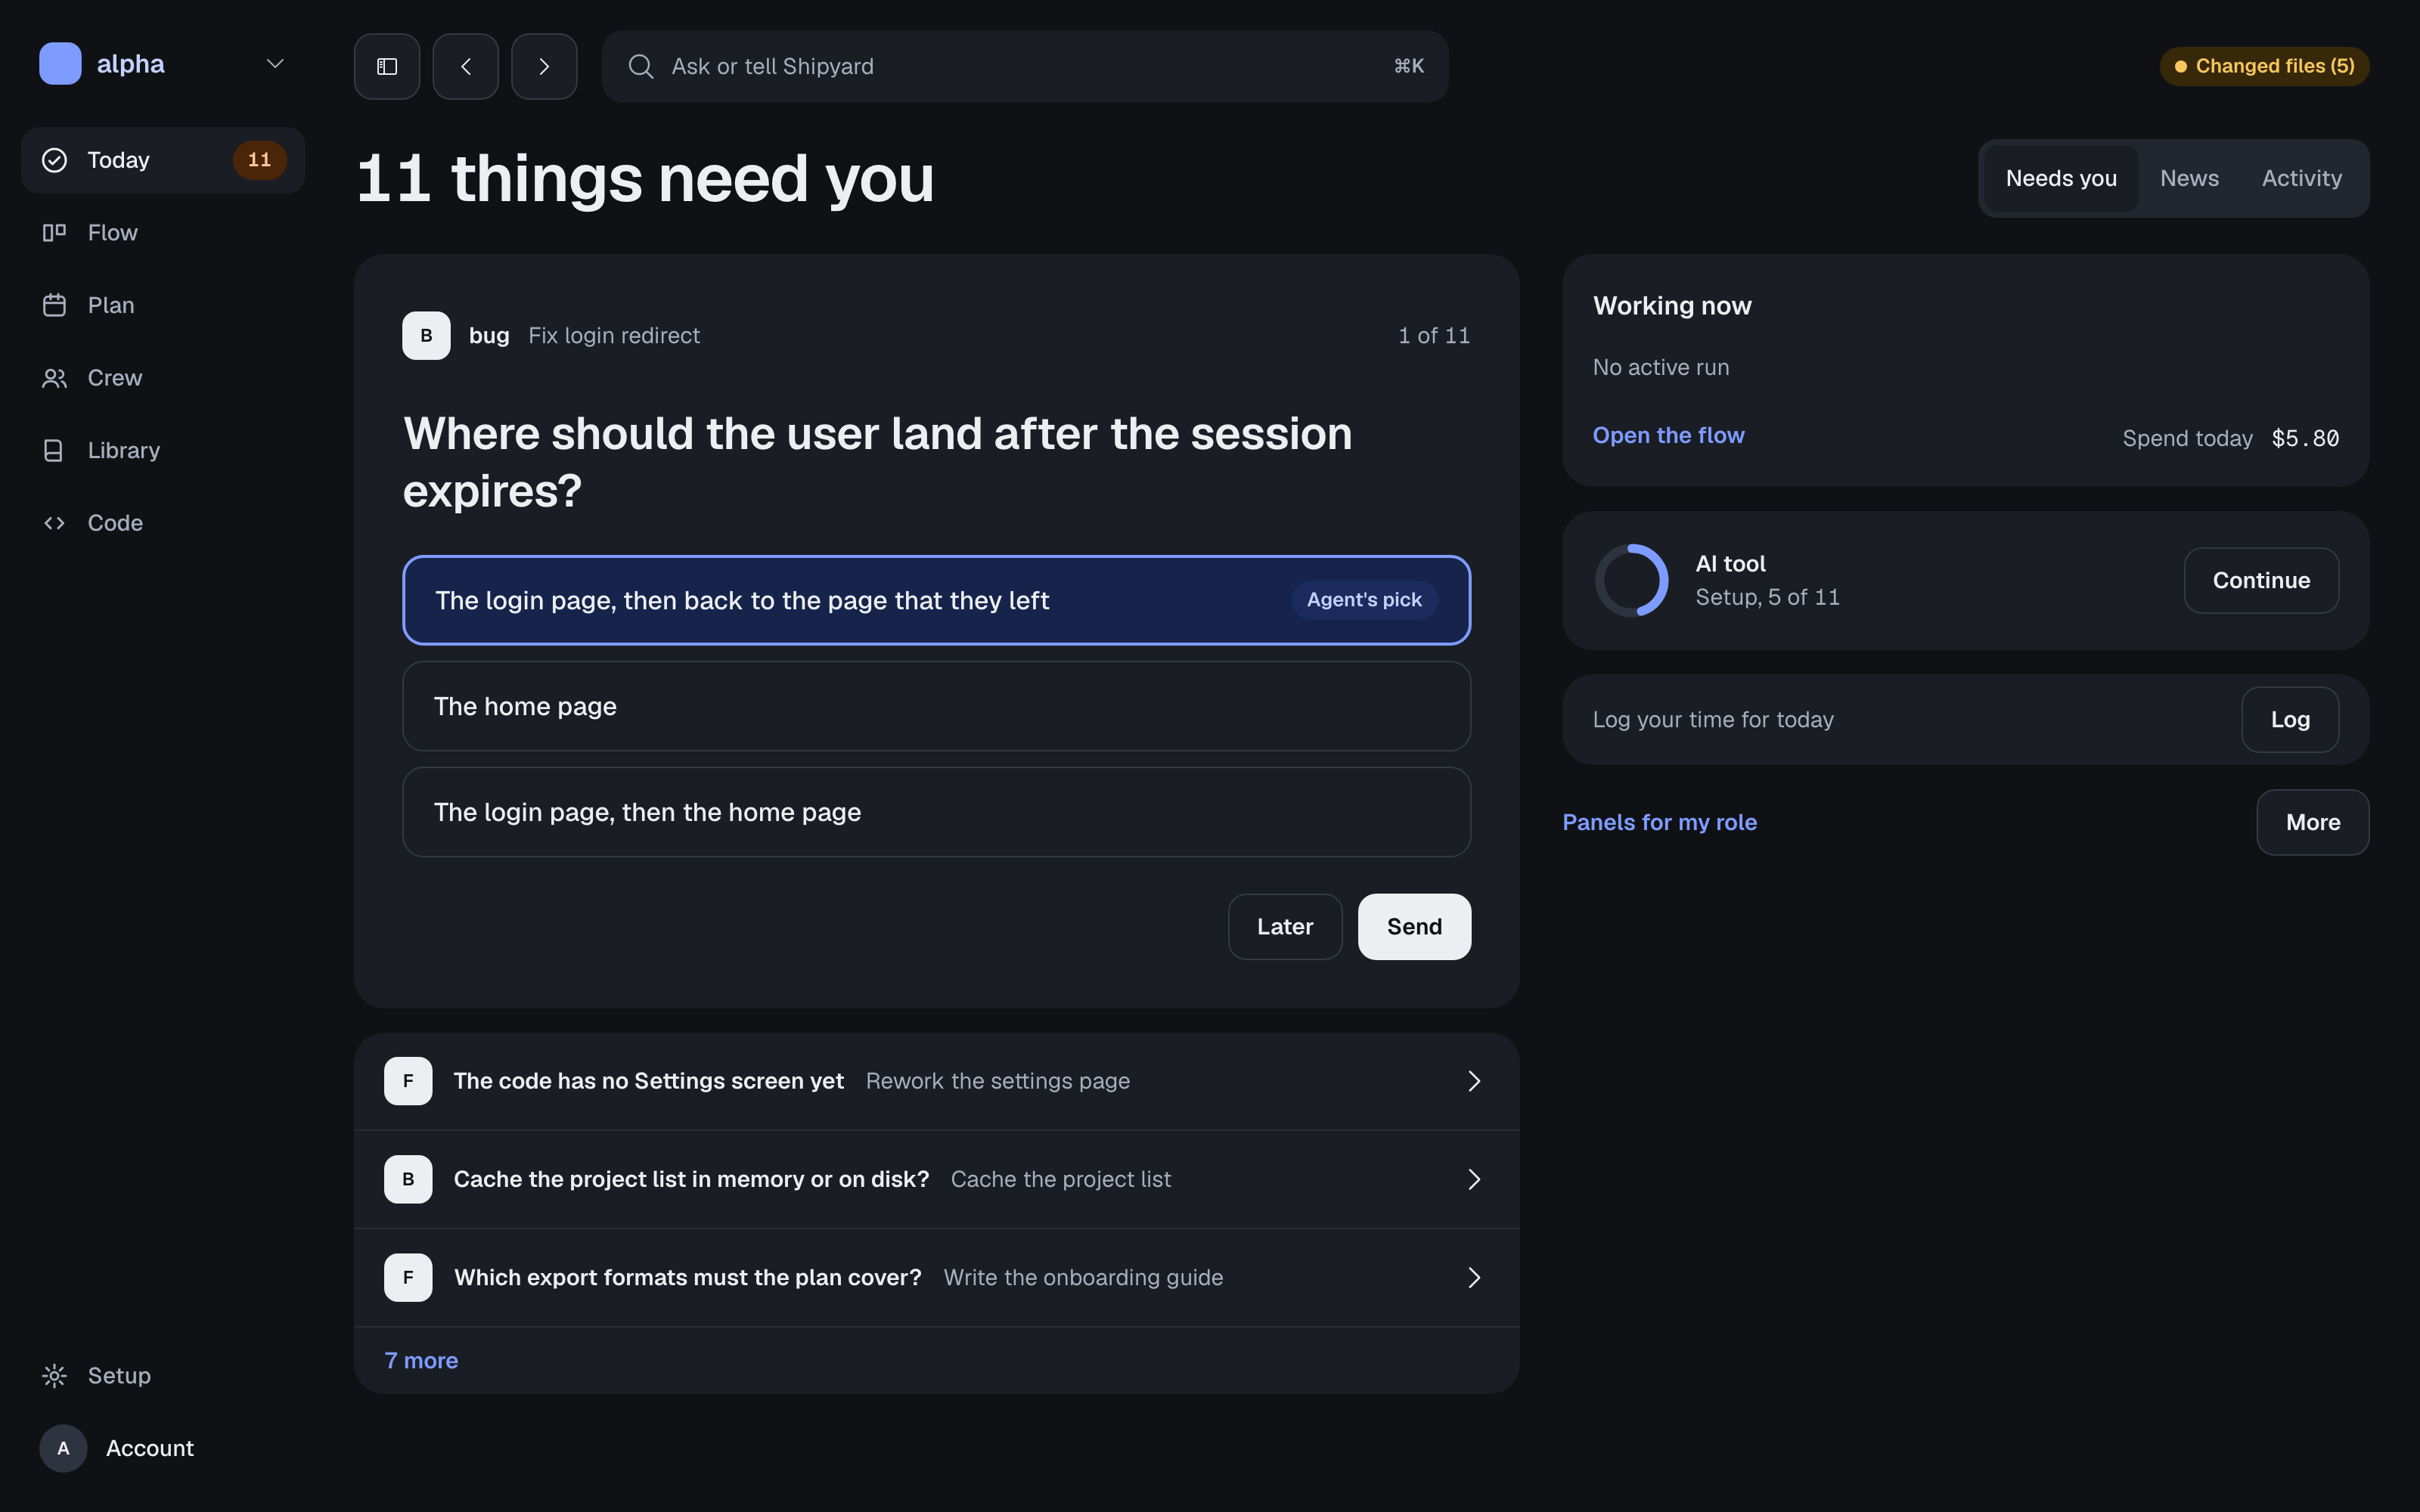 alpha
Ask or tell Shipyard
⌘K
Changed files (5)
Today
11
Flow
Plan
Crew
Library
Code
Setup
A
Account
11 things need you
Needs you
News
Activity
B
bug
Fix login redirect
1 of 11
Where should the user land after the session
expires?
The login page, then back to the page that they left
Agent's pick
The home page
The login page, then the home page
Later
Send
F
The code has no Settings screen yet
Rework the settings page
B
Cache the project list in memory or on disk?
Cache the project list
F
Which export formats must the plan cover?
Write the onboarding guide
7 more
Working now
No active run
Open the flow
Spend today
$5.80
AI tool
Setup, 5 of 11
Continue
Log your time for today
Log
Panels for my role
More